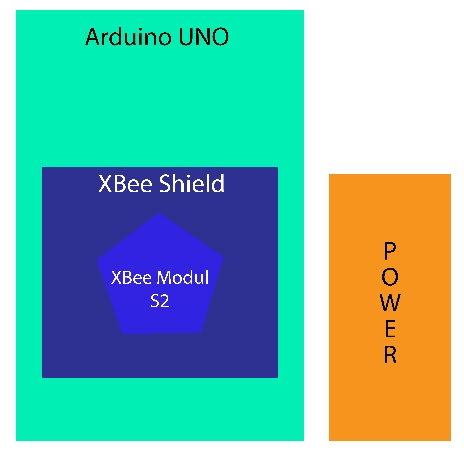 Arduino UNO
XBee Shield
XBee Modul
S2
P
O
W
E
R